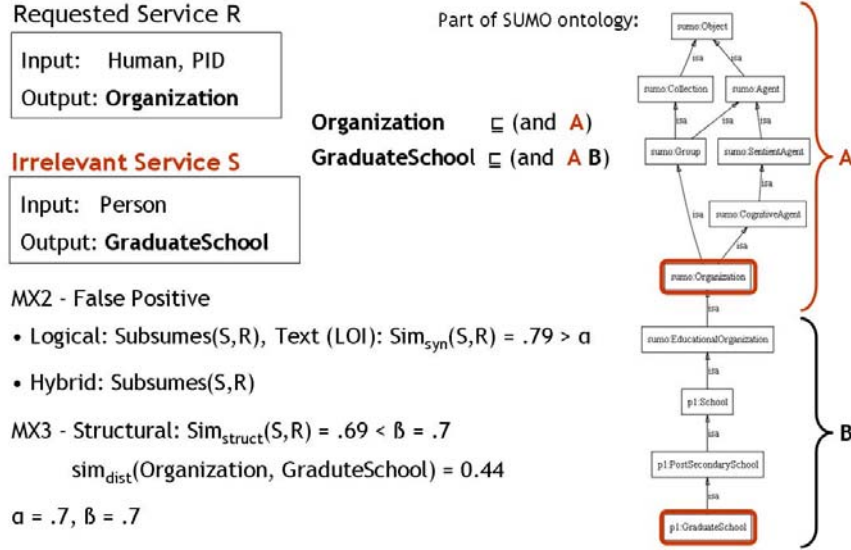 Requested Service R
Input: Human, PID
Output: Organization
Irrelevant Service S
Input: Person
Output: GraduateSchool
Organization ⊑ (and A)
GraduateSchool ⊑ (and A B)
MX2 - False Positive
• Logical: Subsumes(S,R), Text (LOI): Simsyn(S,R) = .79 > α
• Hybrid: Subsumes(S,R)
MX3 - Structural: Simstruct(S,R) = .69 < ß = .7
simdist(Organization, GraduteSchool) = 0.44
α = .7, ß = .7
Part of SUMO ontology:
sumo:Object
isa
isa
sumo:Collection
sumo:Agent
isa
isa
isa
sumo:Group
sumo:SentientAgent
isa
isa
sumo:CognitiveAgent
isa
sumo:Organization
isa
sumo:EducationalOrganization
isa
p1:School
isa
p1:PostSecondarySchool
isa
p1:GraduateSchool
A
B